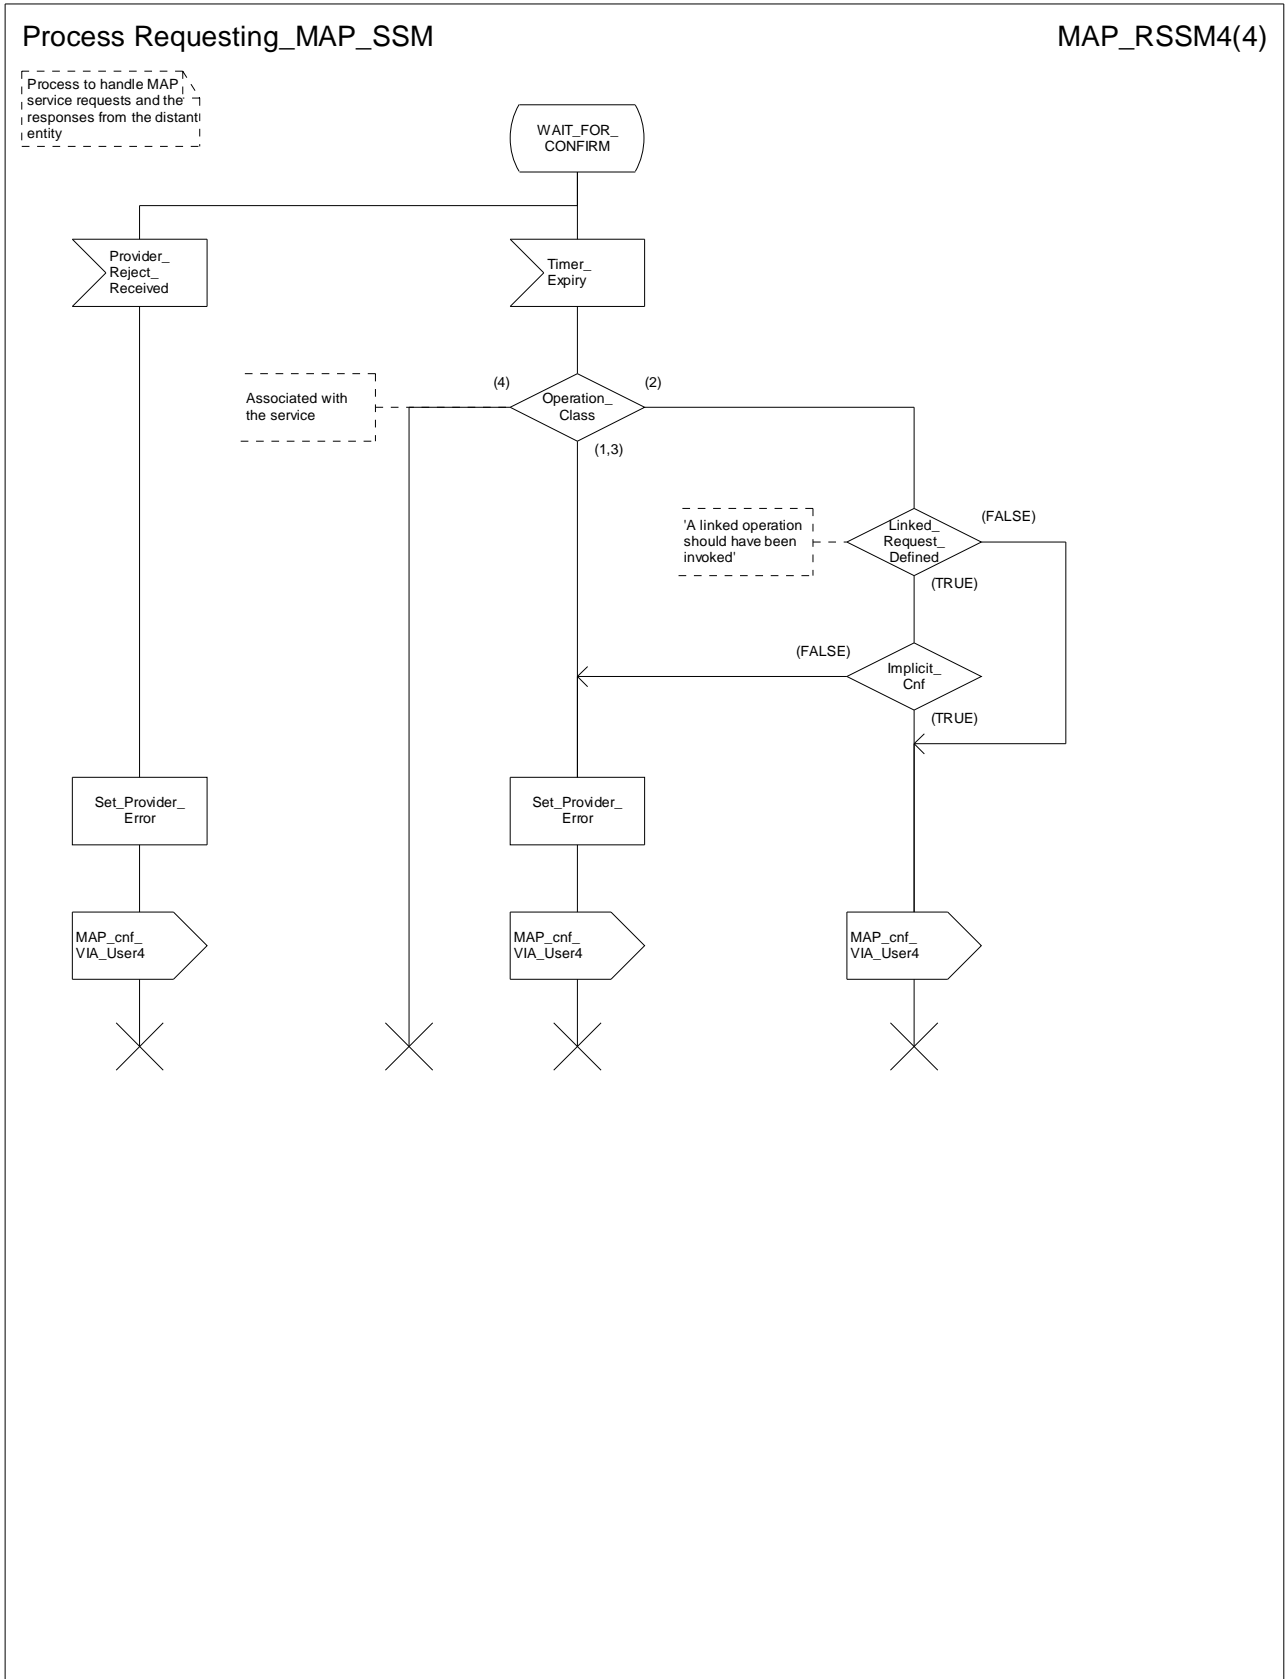 Process Requesting_MAP_SSM
MAP_RSSM4(4)
Process to handle MAP
service requests and the
responses from the distant
entity
WAIT_FOR_
CONFIRM
Provider_
Reject_
Received
Timer_
Expiry
Associated with
the service
(4)
Operation_
Class
(2)
(1,3)
'A linked operation
should have been
invoked'
Linked_
Request_
Defined
(FALSE)
(TRUE)
(FALSE)
Implicit_
Cnf
(TRUE)
Set_Provider_
Error
Set_Provider_
Error
MAP_cnf_
VIA_User4
MAP_cnf_
VIA_User4
MAP_cnf_
VIA_User4